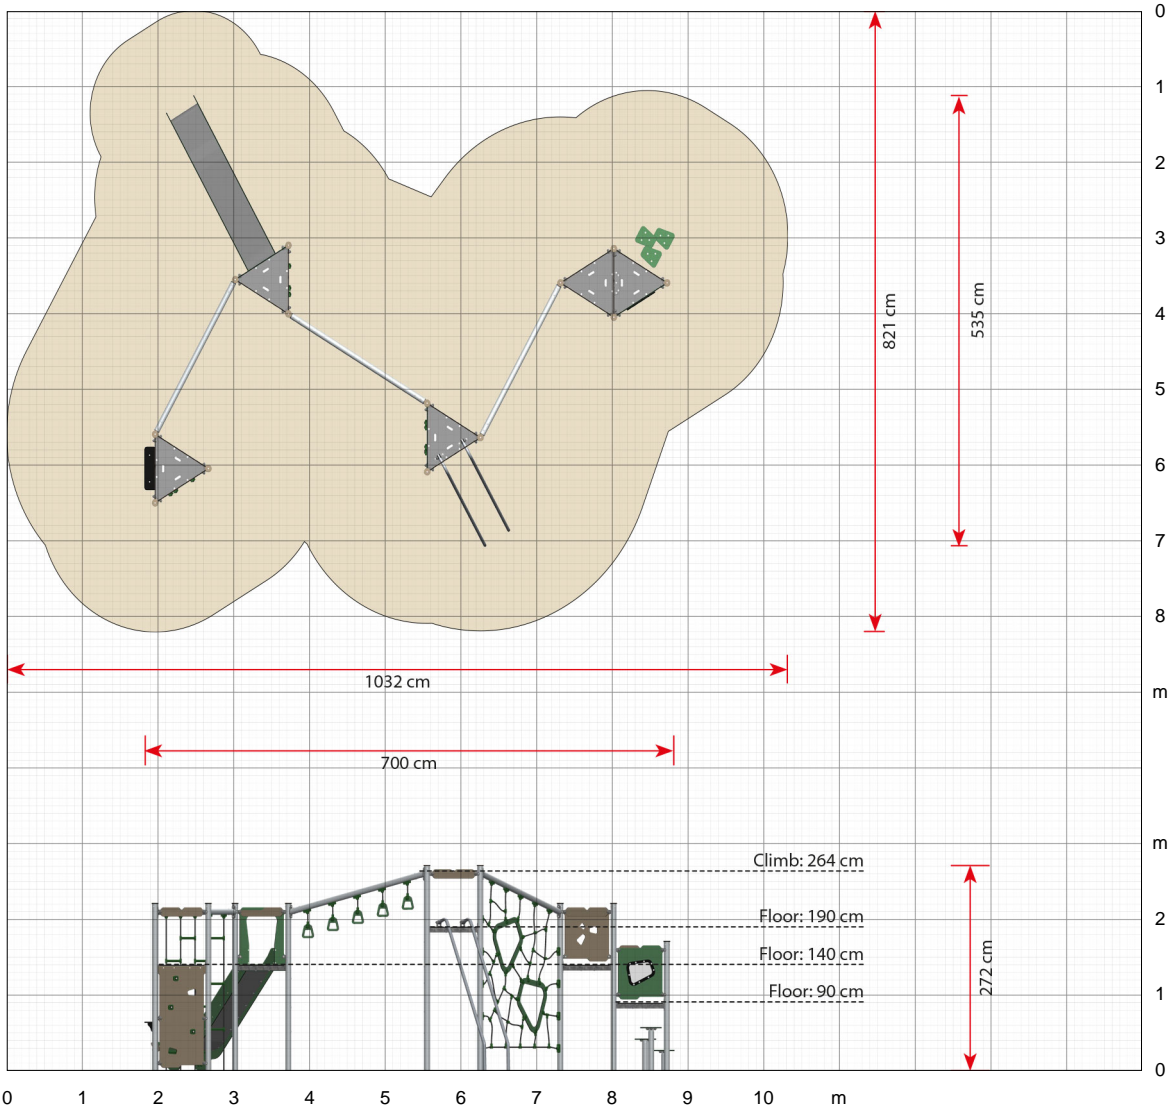 0
1
2
3
4
5
6
7
8
m
m
2
1
0
821 cm
535 cm
1032 cm
700 cm
Climb: 264 cm
Floor: 190 cm
Floor: 140 cm
Floor: 90 cm
272 cm
0 1 2 3 4 5 6 7 8 9 10 m